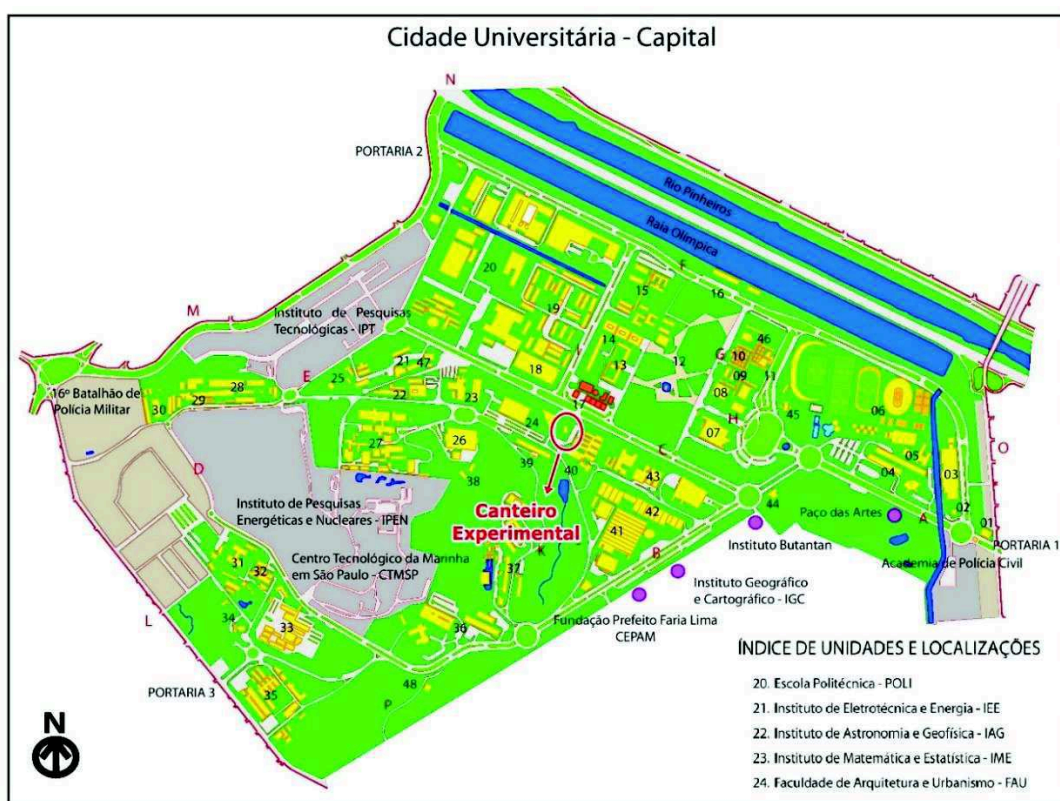 Cidade Universitária - Capital
N
PORTARIA 2
Rio Pinheiros
Raia Olímpica
F
20
15
16
M
Instituto de Pesquisas
Tecnológicas - IPT
19
14
46
12
G
10
13
21
47
18
09
11
E
25
08
06
16º Batalhão de
Polícia Militar
28
22
23
29
30
17
45
24
07
H
27
26
C
05
O
39
40
04
03
D
38
43
Canteiro
Experimental
44
42
Paço das Artes
02
A
01
Instituto de Pesquisas
Energéticas e Nucleares - IPEN
41
PORTARIA 1
Instituto Butantan
B
K
Academia de Polícia Civil
31
Centro Tecnológico da Marinha
em São Paulo - CTMSP
32
37
Instituto Geográfico
e Cartográfico - IGC
34
L
33
36
Fundação Prefeito Faria Lima
CEPAM
PORTARIA 3
35
48
P
ÍNDICE DE UNIDADES E LOCALIZAÇÕES
20. Escola Politécnica - POLI
21. Instituto de Eletrotécnica e Energia - IEE
22. Instituto de Astronomia e Geofísica - IAG
23. Instituto de Matemática e Estatística - IME
24. Faculdade de Arquitetura e Urbanismo - FAU
N